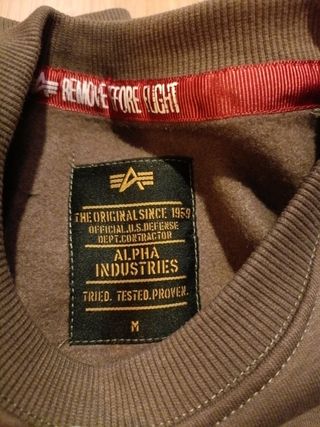 REMOVE BEFORE FLIGHT
THE ORIGINAL SINCE 1959
OFFICIAL.U.S.DEFENSE
DEPT.CONTRACTOR
ALPHA
INDUSTRIES
TRIED. TESTED.PROVEN.
M